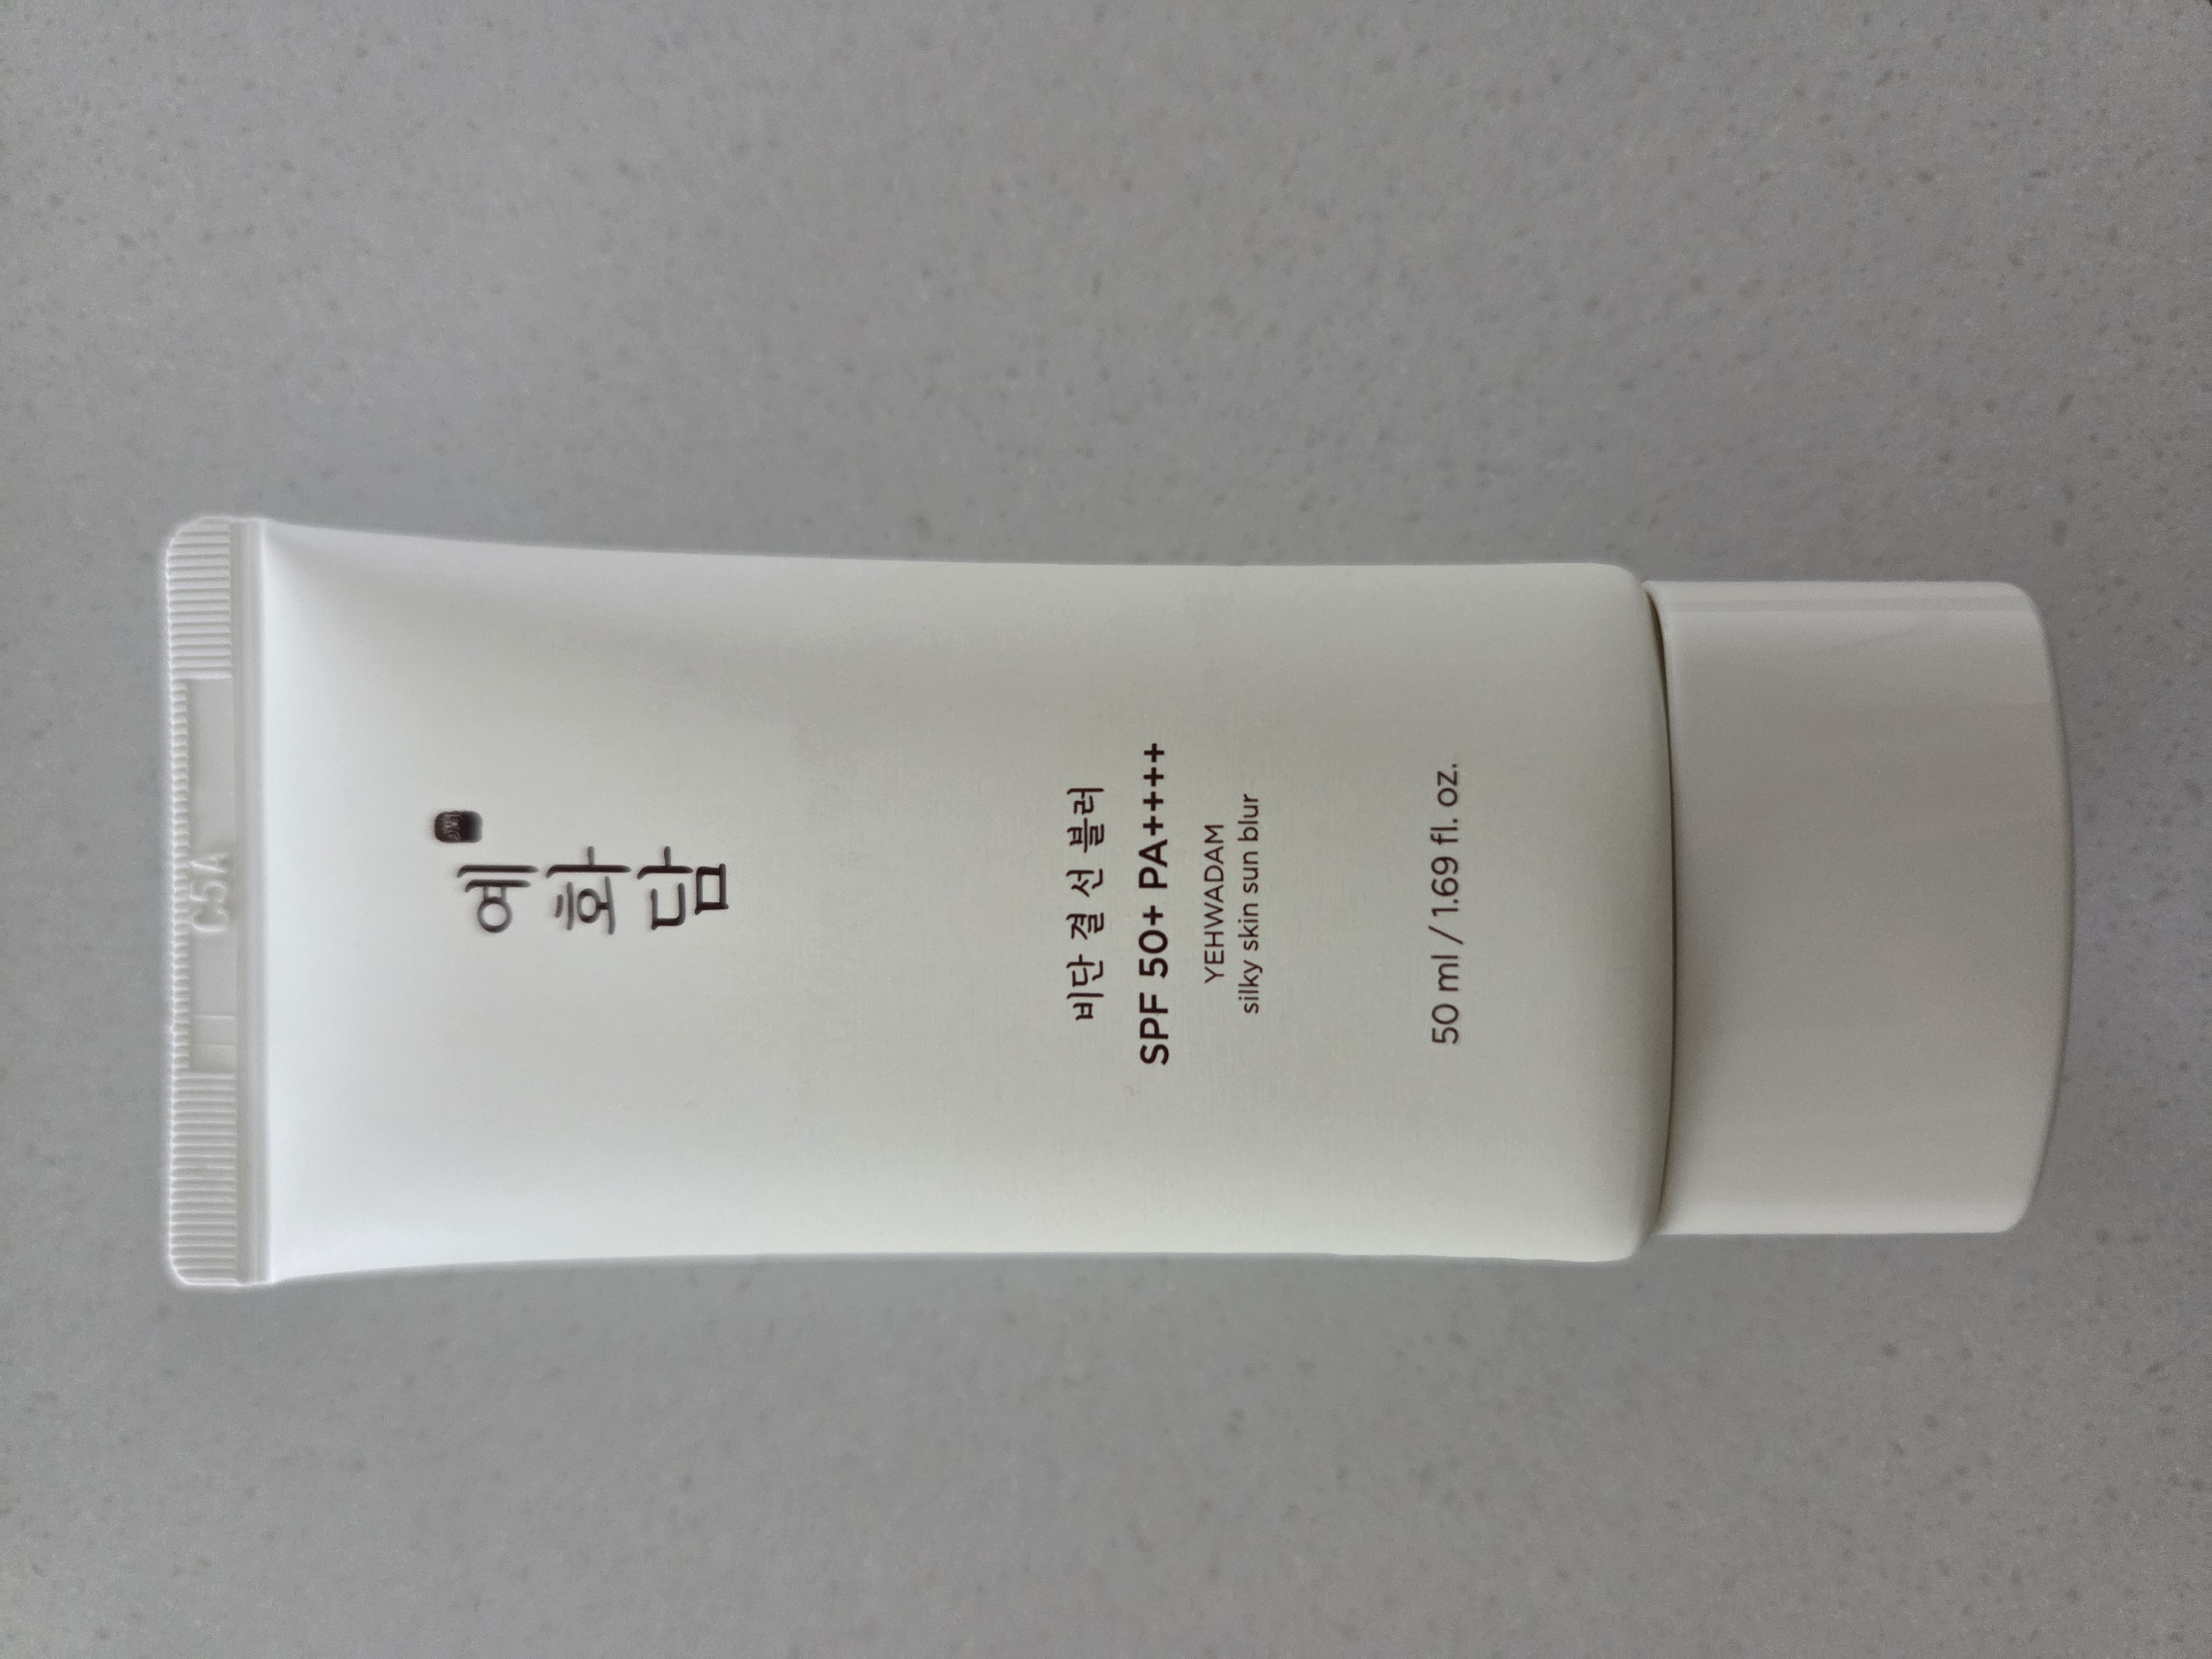 C5A
예
화
담
비단 결 선 블러
SPF 50+ PA++++
YEHWADAM
silky skin sun blur
50 ml / 1.69 fl. oz.